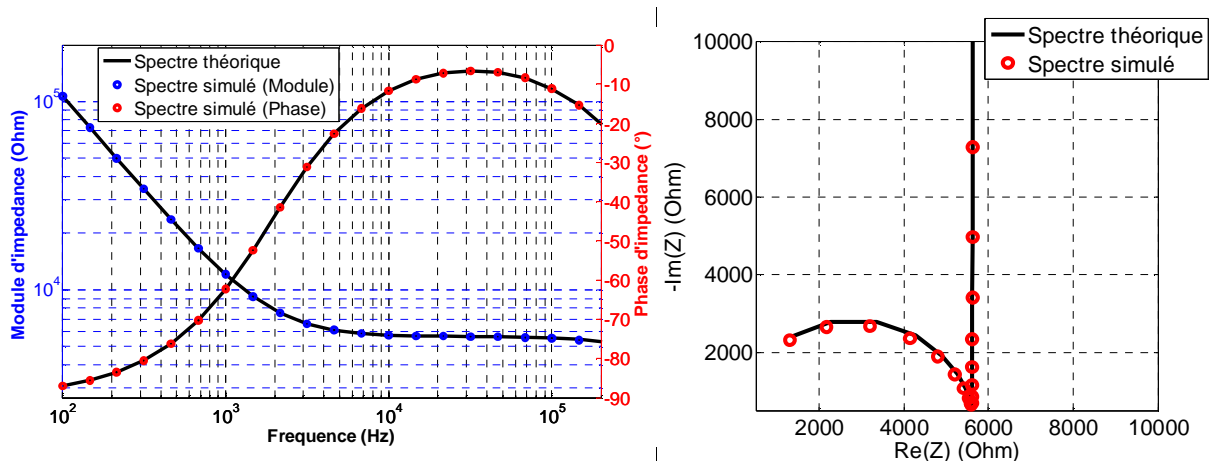 Spectre théorique
Spectre simulé (Module)
Spectre simulé (Phase)
Module d'impedance (Ohm)
10^5
10^4
10^2
10^3
10^4
10^5
Frequence (Hz)
0
-10
-20
-30
-40
-50
-60
-70
-80
-90
Phase d'impedance (°)
Spectre théorique
Spectre simulé
-Im(Z) (Ohm)
10000
8000
6000
4000
2000
2000
4000
6000
8000
10000
Re(Z) (Ohm)